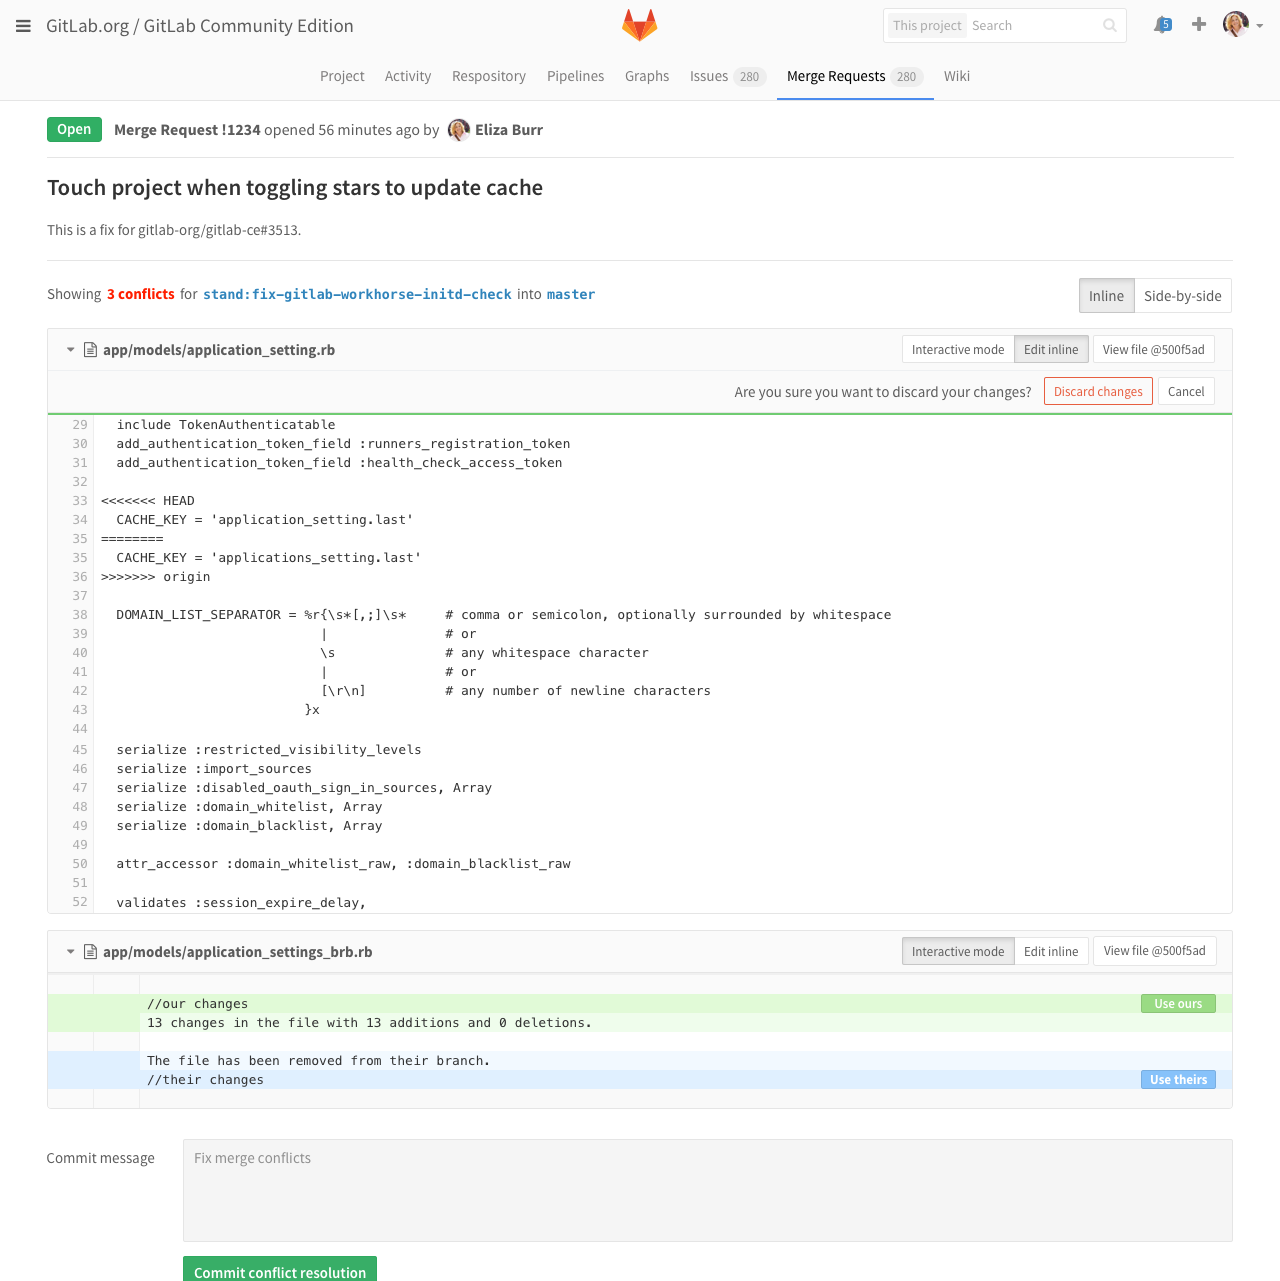 GitLab.org / GitLab Community Edition
This project Search
5
Project Activity Respository Pipelines Graphs Issues 280 Merge Requests 280 Wiki
Open Merge Request !1234 opened 56 minutes ago by Eliza Burr
Touch project when toggling stars to update cache
This is a fix for gitlab-org/gitlab-ce#3513.
Showing 3 conflicts for stand:fix-gitlab-workhorse-initd-check into master
Inline Side-by-side
app/models/application_setting.rb
Interactive mode Edit inline View file @500f5ad
Are you sure you want to discard your changes? Discard changes Cancel
29   include TokenAuthenticatable
30   add_authentication_token_field :runners_registration_token
31   add_authentication_token_field :health_check_access_token
32
33 <<<<<<< HEAD
34   CACHE_KEY = 'application_setting.last'
35 ========
35   CACHE_KEY = 'applications_setting.last'
36 >>>>>>> origin
37
38   DOMAIN_LIST_SEPARATOR = %r{\s*[,;]\s*     # comma or semicolon, optionally surrounded by whitespace
39                             |               # or
40                             \s              # any whitespace character
41                             |               # or
42                             [\r\n]          # any number of newline characters
43                           }x
44
45   serialize :restricted_visibility_levels
46   serialize :import_sources
47   serialize :disabled_oauth_sign_in_sources, Array
48   serialize :domain_whitelist, Array
49   serialize :domain_blacklist, Array
49
50   attr_accessor :domain_whitelist_raw, :domain_blacklist_raw
51
52   validates :session_expire_delay,
app/models/application_settings_brb.rb
Interactive mode Edit inline View file @500f5ad
//our changes Use ours
13 changes in the file with 13 additions and 0 deletions.
The file has been removed from their branch.
//their changes Use theirs
Commit message Fix merge conflicts
Commit conflict resolution